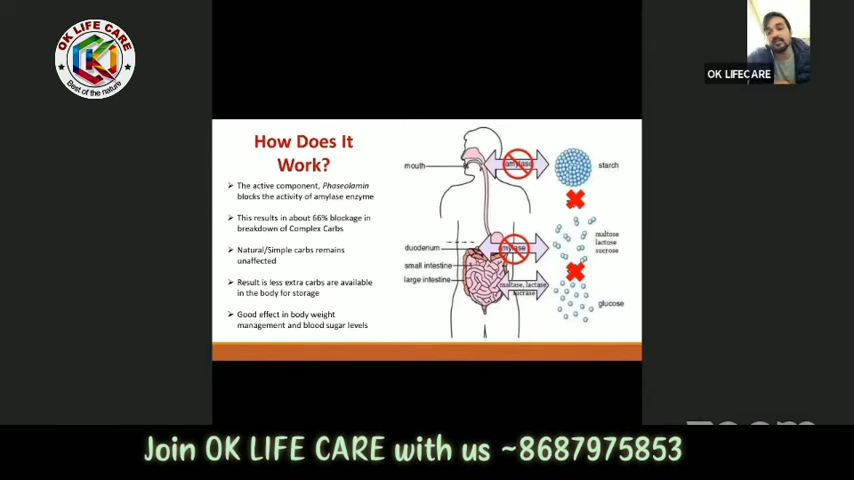 OK LIFE CARE
Best of the nature
OK LIFECARE
How Does It
Work?
➢ The active component, Phaseolamin
blocks the activity of amylase enzyme
➢ This results in about 66% blockage in
breakdown of Complex Carbs
➢ Natural/Simple carbs remains
unaffected
➢ Result is less extra carbs are available
in the body for storage
➢ Good effect in body weight
management and blood sugar levels
mouth
amylase
starch
duodenum
mylase
maltose
lactose
sucrose
small intestine
large intestine
maltase, lactase
sucrase
glucose
zoom
Join OK LIFE CARE with us ~8687975853